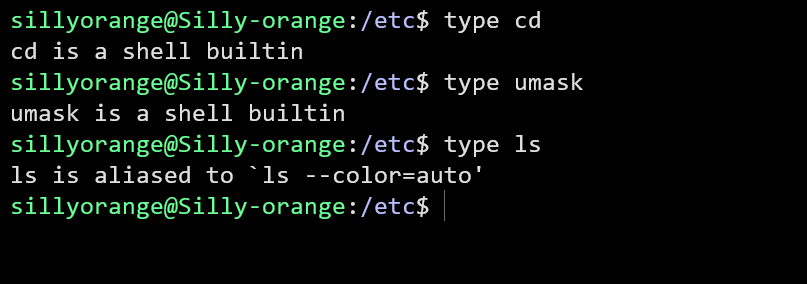 sillyorange@Silly-orange:/etc$ type cd
cd is a shell builtin
sillyorange@Silly-orange:/etc$ type umask
umask is a shell builtin
sillyorange@Silly-orange:/etc$ type ls
ls is aliased to `ls --color=auto'
sillyorange@Silly-orange:/etc$